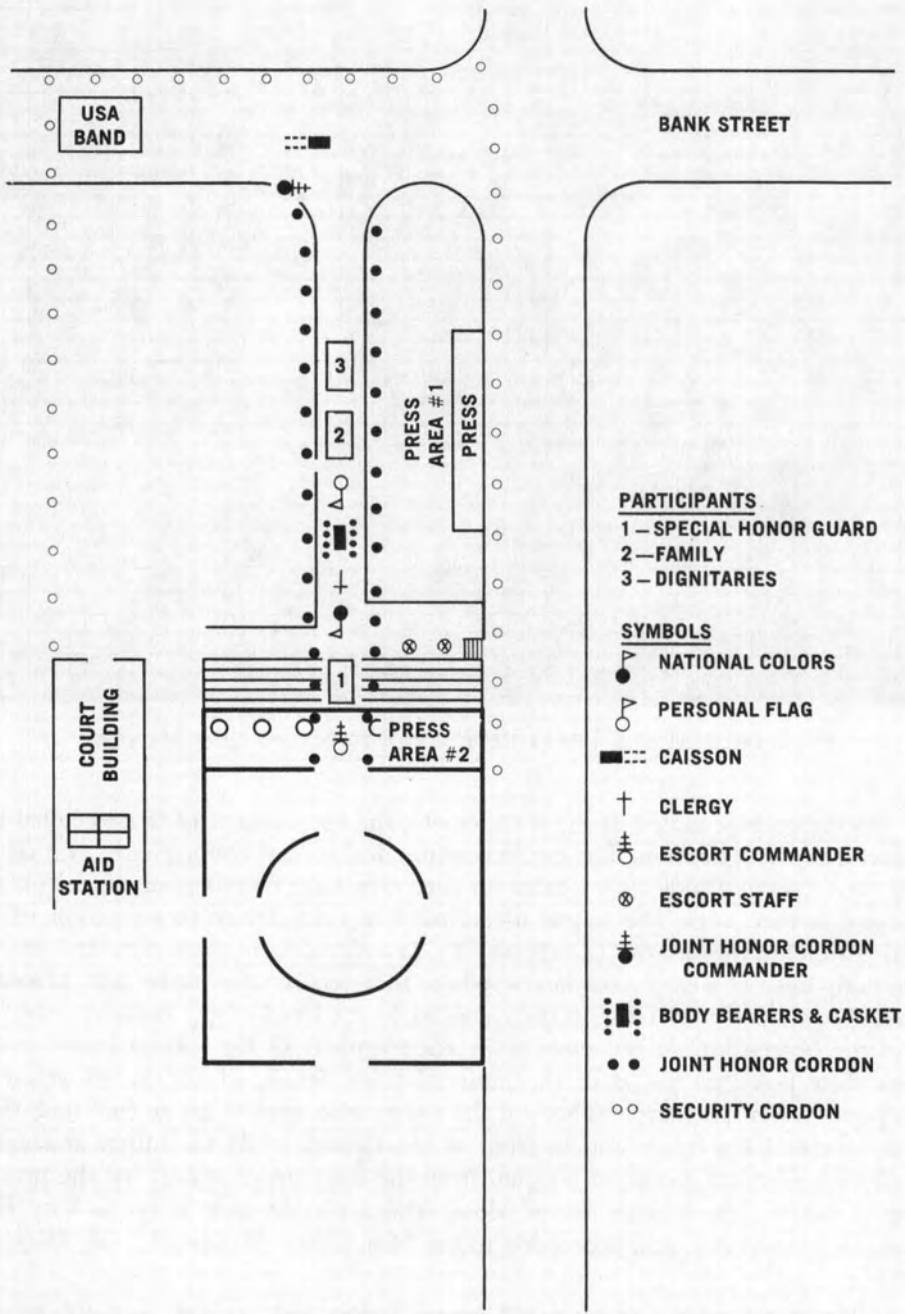 USA
BAND
BANK STREET
3
2
PRESS
AREA #
PRESS
1
PRESS
AREA #2
COURT
BUILDING
AID
STATION
PARTICIPANTS
1 – SPECIAL HONOR GUARD
2 – FAMILY
3 – DIGNITARIES
SYMBOLS
NATIONAL COLORS
PERSONAL FLAG
CAISSON
CLERGY
ESCORT COMMANDER
ESCORT STAFF
JOINT HONOR CORDON
COMMANDER
BODY BEARERS & CASKET
JOINT HONOR CORDON
SECURITY CORDON